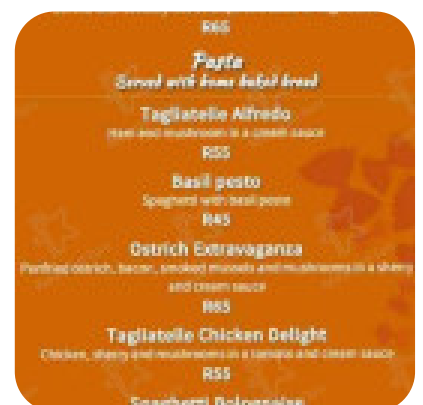 R65
Pasta
Served with home baked bread
Tagliatelle Alfredo
Ham and mushroom in a cream sauce
R55
Basil pesto
Spaghetti with basil pesto
R45
Ostrich Extravaganza
ostrich, bacon, smoked mussels and mushrooms in a sherry
and cream sauce
R65
Tagliatelle Chicken Delight
Chicken, sherry and mushrooms in a tomato and cream sauce
R55
Spaghetti Bolognaise